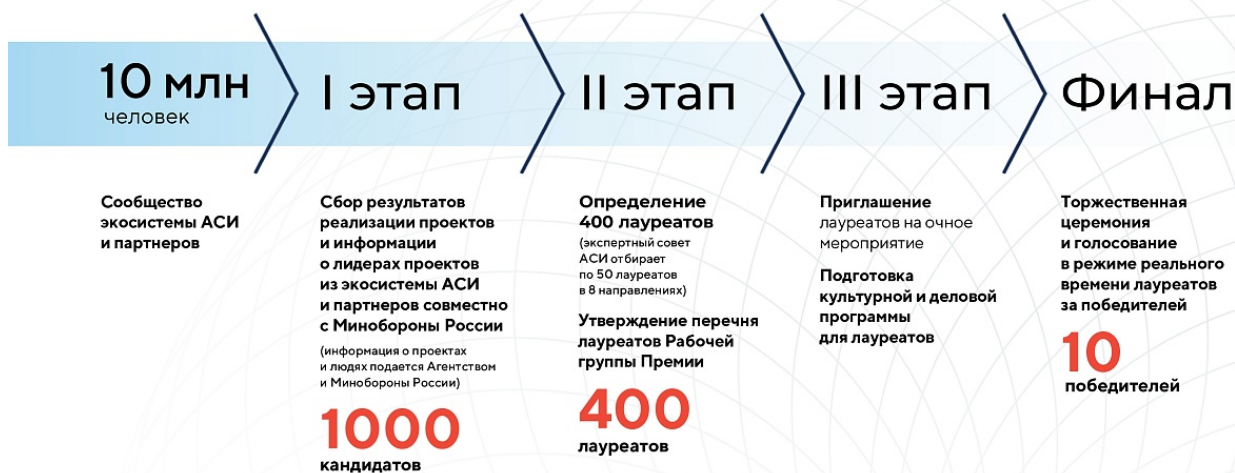 10 млн
человек
I этап
II этап
III этап
Финал
Сообщество
экосистемы АСИ
и партнеров
Сбор результатов
реализации проектов
и информации
о лидерах проектов
из экосистемы АСИ
и партнеров совместно
с Минобороны России
(информация о проектах
и людях подается Агентством
и Минобороны России)
1000
кандидатов
Определение
400 лауреатов
(экспертный совет
АСИ отбирает
по 50 лауреатов
в 8 направлениях)
Утверждение перечня
лауреатов Рабочей
группы Премии
400
лауреатов
Приглашение
лауреатов на очное
мероприятие
Подготовка
культурной и деловой
программы
для лауреатов
Торжественная
церемония
и голосование
в режиме реального
времени лауреатов
за победителей
10
победителей